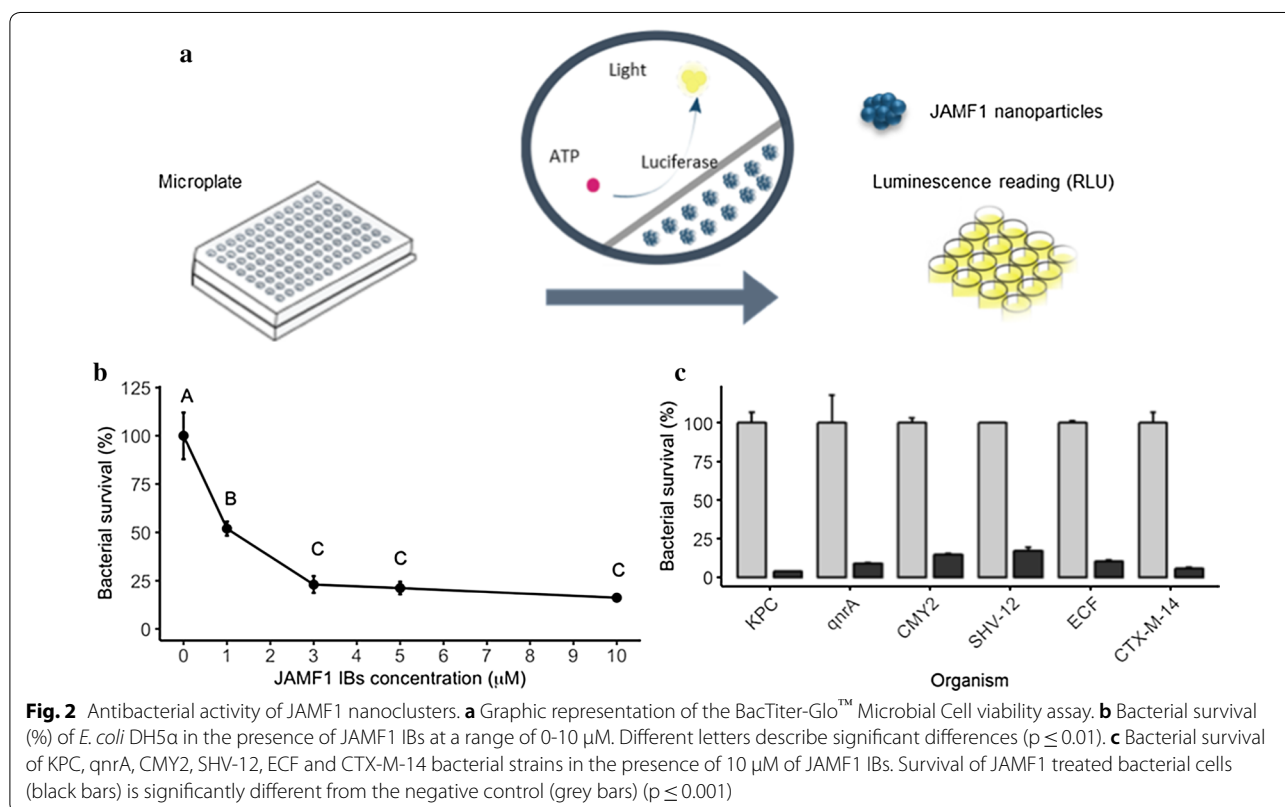 a
Light
ATP
Luciferase
Microplate
JAMF1 nanoparticles
Luminescence reading (RLU)
b
Bacterial survival (%)
125
100
75
50
25
0
A
B
C
C
C
0 1 2 3 4 5 6 7 8 9 10
JAMF1 IBs concentration (µM)
c
Bacterial survival (%)
100
75
50
25
0
KPC
qnrA
CMY2
SHV-12
ECF
CTX-M-14
Organism
Fig. 2 Antibacterial activity of JAMF1 nanoclusters. a Graphic representation of the BacTiter-Glo™ Microbial Cell viability assay. b Bacterial survival
(%) of E. coli DH5α in the presence of JAMF1 IBs at a range of 0-10 µM. Different letters describe significant differences (p ≤ 0.01). c Bacterial survival
of KPC, qnrA, CMY2, SHV-12, ECF and CTX-M-14 bacterial strains in the presence of 10 µM of JAMF1 IBs. Survival of JAMF1 treated bacterial cells
(black bars) is significantly different from the negative control (grey bars) (p ≤ 0.001)